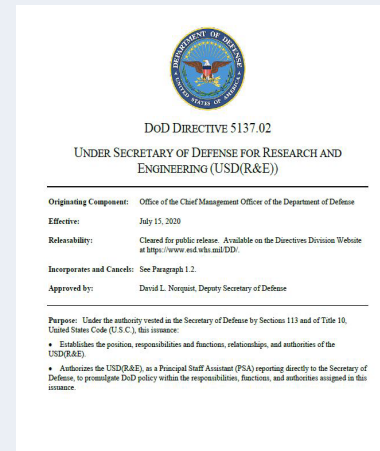 DEPARTMENT OF DEFENSE
UNITED STATES OF AMERICA
DOD DIRECTIVE 5137.02
UNDER SECRETARY OF DEFENSE FOR RESEARCH AND
ENGINEERING (USD(R&E))
Originating Component: Office of the Chief Management Officer of the Department of Defense
Effective: July 15, 2020
Releasability: Cleared for public release. Available on the Directives Division Website
at https://www.esd.whs.mil/DD/.
Incorporates and Cancels: See Paragraph 1.2.
Approved by: David L. Norquist, Deputy Secretary of Defense
Purpose: Under the authority vested in the Secretary of Defense by Sections 113 and of Title 10,
United States Code (U.S.C.), this issuance:
• Establishes the position, responsibilities and functions, relationships, and authorities of the
USD(R&E).
• Authorizes the USD(R&E), as a Principal Staff Assistant (PSA) reporting directly to the Secretary of
Defense, to promulgate DoD policy within the responsibilities, functions, and authorities assigned in this
issuance.